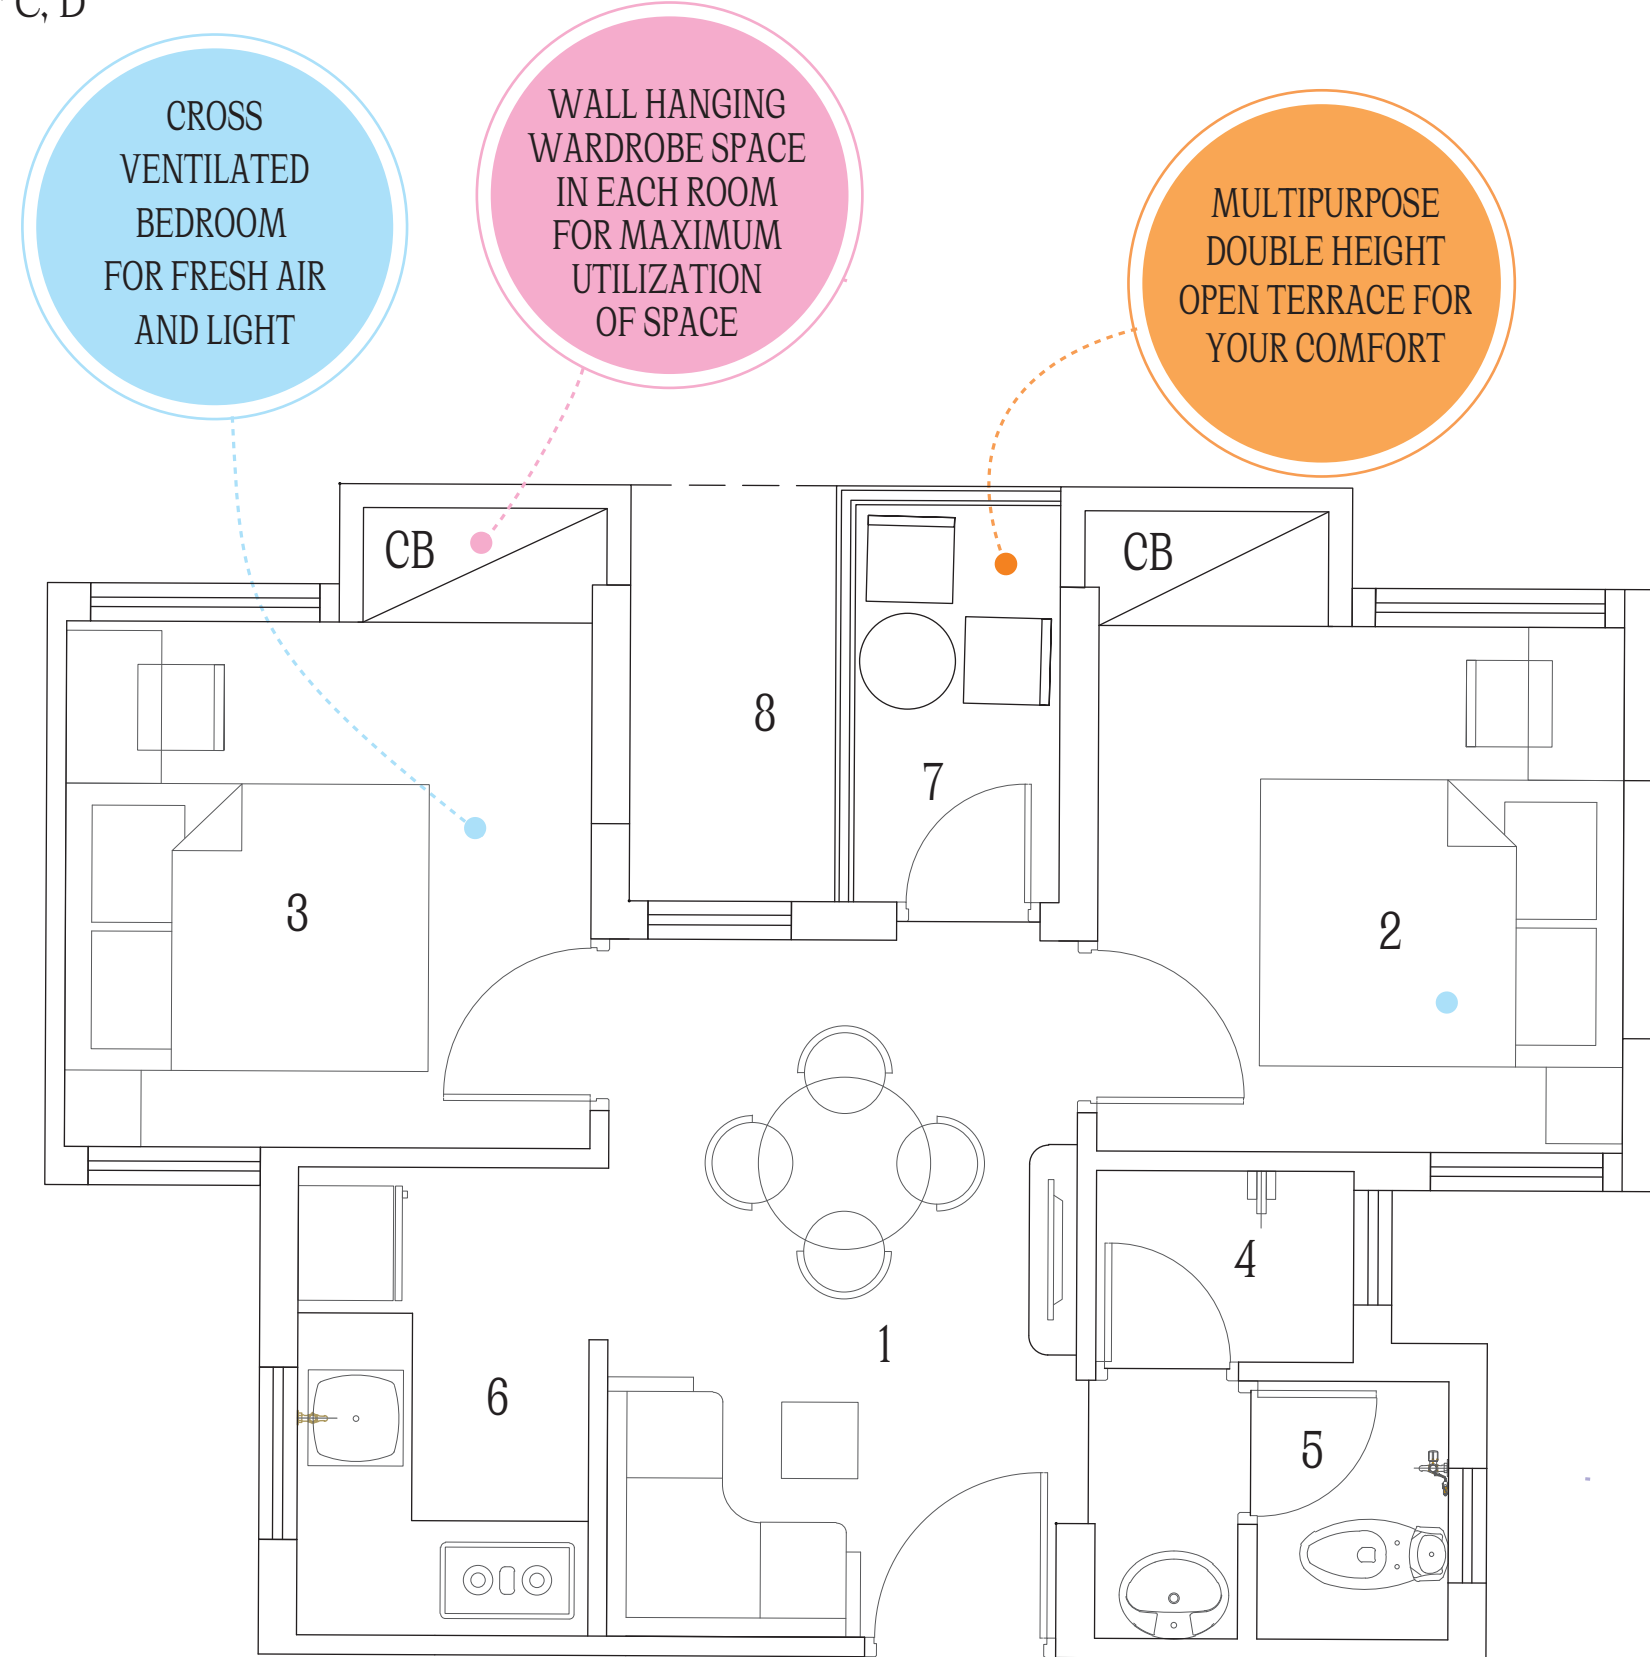 C, D
CROSS
VENTILATED
BEDROOM
FOR FRESH AIR
AND LIGHT
WALL HANGING
WARDROBE SPACE
IN EACH ROOM
FOR MAXIMUM
UTILIZATION
OF SPACE
MULTIPURPOSE
DOUBLE HEIGHT
OPEN TERRACE FOR
YOUR COMFORT
CB
CB
8
7
3
2
4
1
6
5